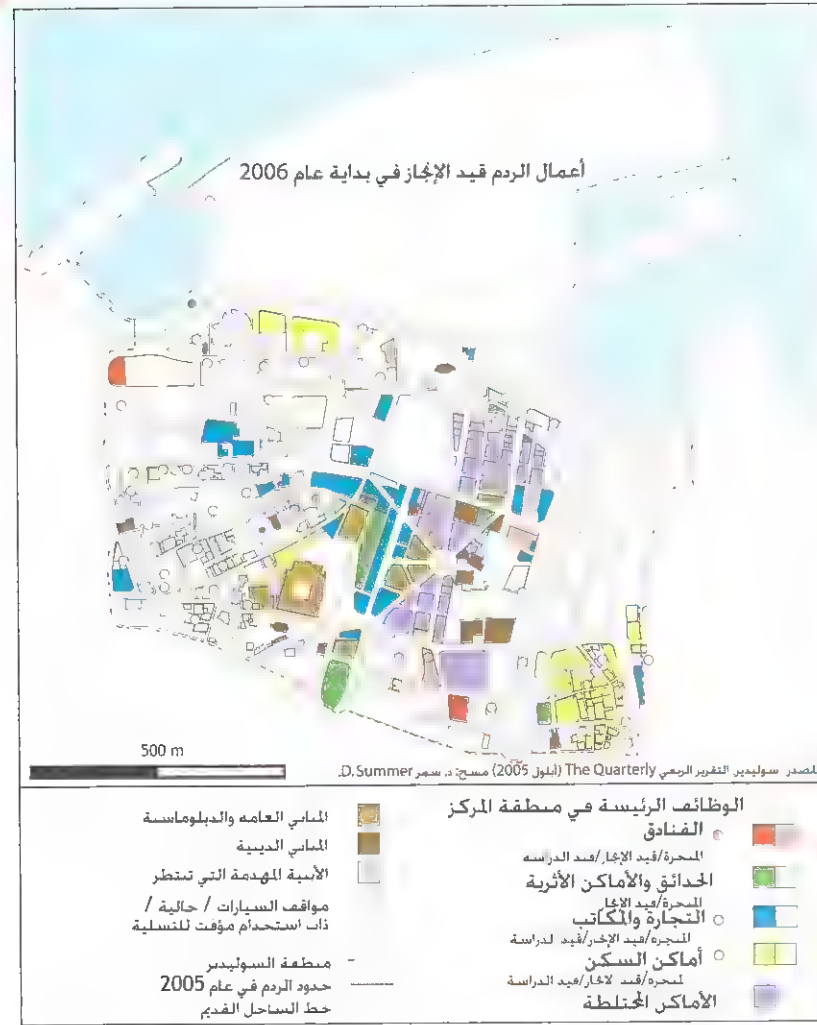 أعمال الردم قيد الإنجاز في بداية عام 2006
500 m
المصدر سوليدير التقرير الربعي The Quarterly (أيلول 2005) مسح: د. سمر D. Summer.
الوظائف الرئيسة في منطقة المركز
الفنادق
المنجزة/قيد الإنجاز/قيد الدراسة
الحدائق والأماكن الأثرية
المنجزة/قيد الإنجاز
التجارة والمكاتب
المنجزة/قيد الإنجاز/قيد الدراسة
أماكن السكن
المنجزة/قيد الإنجاز/قيد الدراسة
الأماكن المختلطة
المباني العامة والدبلوماسية
المباني الدينية
الأبنية المهدمة التي تنتظر
مواقف السيارات / حالية /
ذات استخدام مؤقت للتسلية
منطقة السوليدير
حدود الردم في عام 2005
خط الساحل القديم